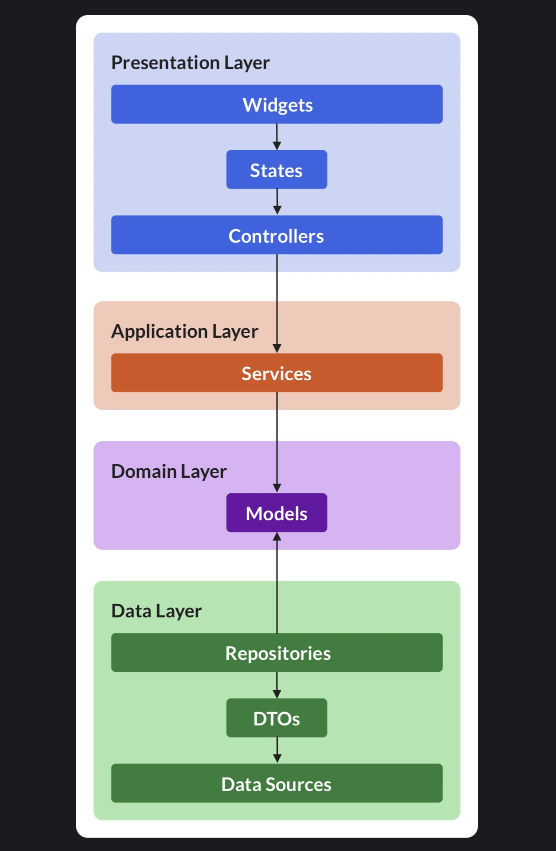 Presentation Layer
Widgets
States
Controllers
Application Layer
Services
Domain Layer
Models
Data Layer
Repositories
DTOs
Data Sources